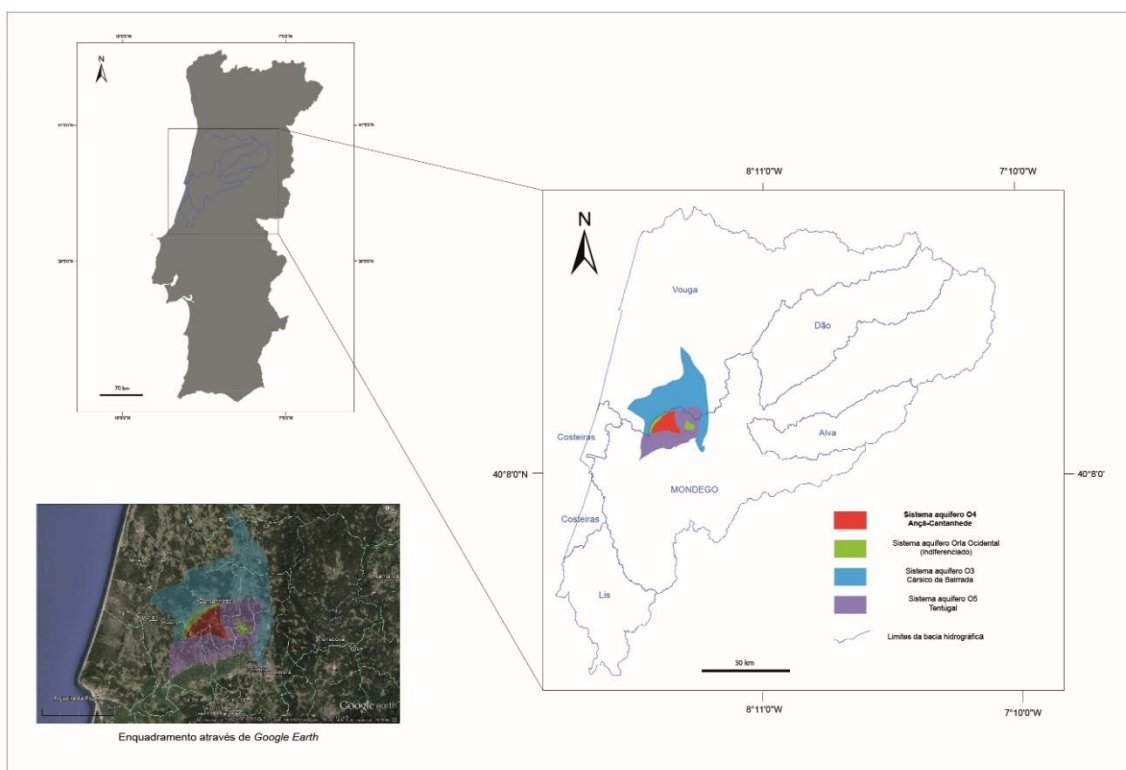 N
70 km
8°11'0"W
7°10'0"W
N
Vouga
Dão
Alva
Costeiras
40°8'0"N
40°8'0'
MONDEGO
Costeiras
Lis
Sistema aquífero O4
Ançã-Cantanhede
Sistema aquífero Orla Ocidental
(Indiferenciado)
Sistema aquífero O3
Cársico da Bairrada
Sistema aquífero O5
Tentúgal
Limites da bacia hidrográfica
30 km
8°11'0"W
7°10'0"W
Google earth
Enquadramento através de Google Earth